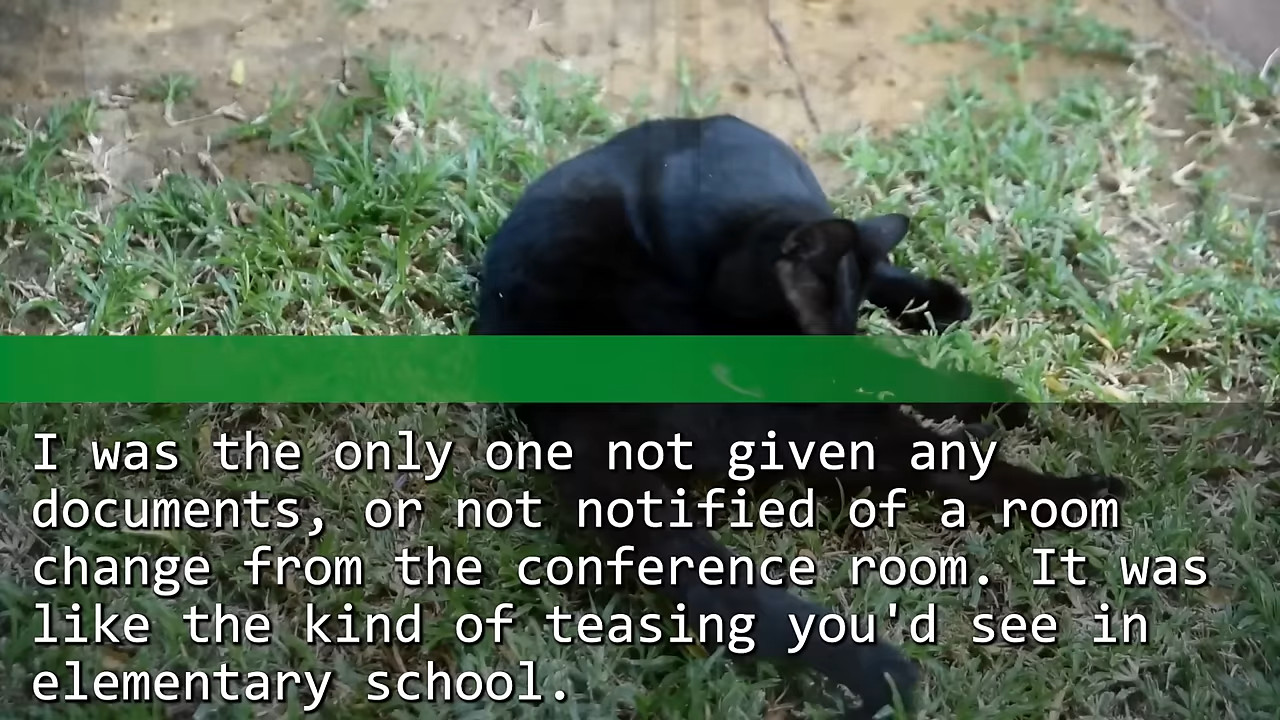 I was the only one not given any
documents, or not notified of a room
change from the conference room. It was
like the kind of teasing you'd see in
elementary school.